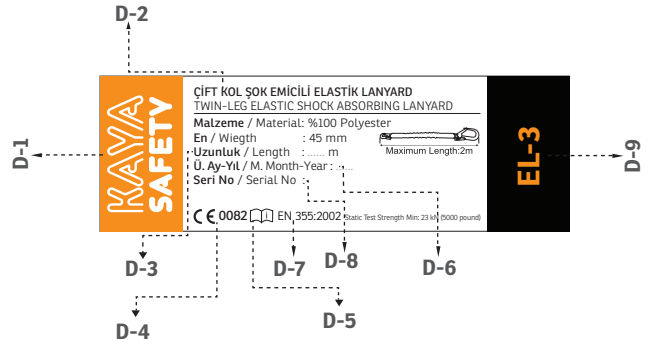 D-2
D-1
KAYA
SAFETY
ÇİFT KOL ŞOK EMİCİLİ ELASTİK LANYARD
TWIN-LEG ELASTIC SHOCK ABSORBING LANYARD
Malzeme / Material: %100 Polyester
En / Wiegth : 45 mm
Uzunluk / Length : ...... m
Maximum Length:2m
Ü. Ay-Yıl / M. Month-Year : ......
Seri No / Serial No :
CE 0082 EN 355:2002 Static Test Strength Min: 23 kN (5000 pound)
EL-3
D-9
D-3
D-7
D-8
D-6
D-4
D-5